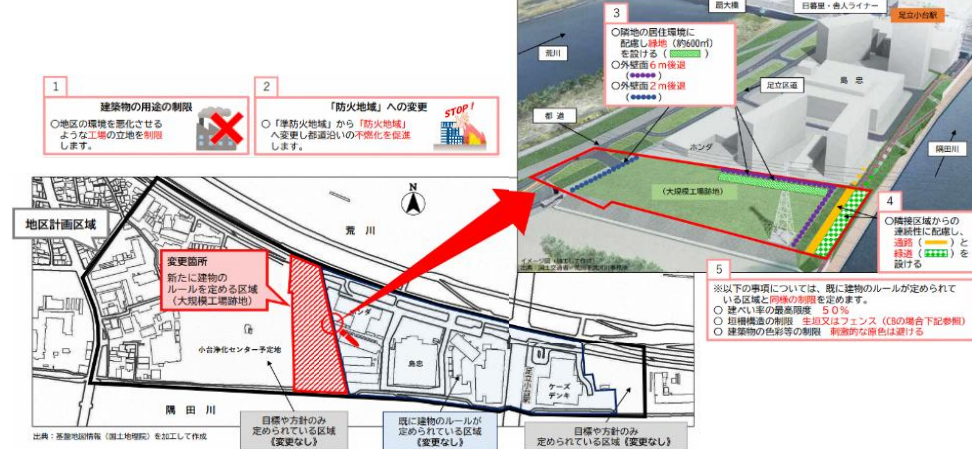 1
建築物の用途の制限
○地区の環境を悪化させる
ような工場の立地を制限
します。
2
「防火地域」への変更
○「準防火地域」から「防火地域」
へ変更し都道沿いの不燃化を促進
します。
STOP!
3
○隣地の居住環境に
配慮し緑地（約600㎡）
を設ける（ ）
○外壁面6ｍ後退
（ ）
○外壁面2ｍ後退
（ ）
扇大橋
日暮里・舎人ライナー
足立小台駅
荒川
足立区道
島忠
都道
ホンダ
隅田川
（大規模工場跡地）
イメージ図（加工して作成）
4
○隣接区域からの
連続性に配慮し、
通路（ ）と
緑道（ ）を
設ける
5
※以下の事項については、既に建物のルールが定められて
いる区域と同様の制限を定めます。
○ 建ぺい率の最高限度　５０％
○ 垣柵構造の制限　生垣又はフェンス（CBの場合下記参照）
○ 建築物の色彩等の制限　刺激的な原色は避ける
地区計画区域
N
荒川
変更箇所
新たに建物の
ルールを定める区域
（大規模工場跡地）
ホンダ
小台浄化センター予定地
島忠
足立小台駅
ケーズ
デンキ
隅田川
目標や方針のみ
定められている区域
《変更なし》
既に建物のルールが
定められている区域
《変更なし》
目標や方針のみ
定められている区域《変更なし》
出典：基盤地図情報（国土地理院）を加工して作成